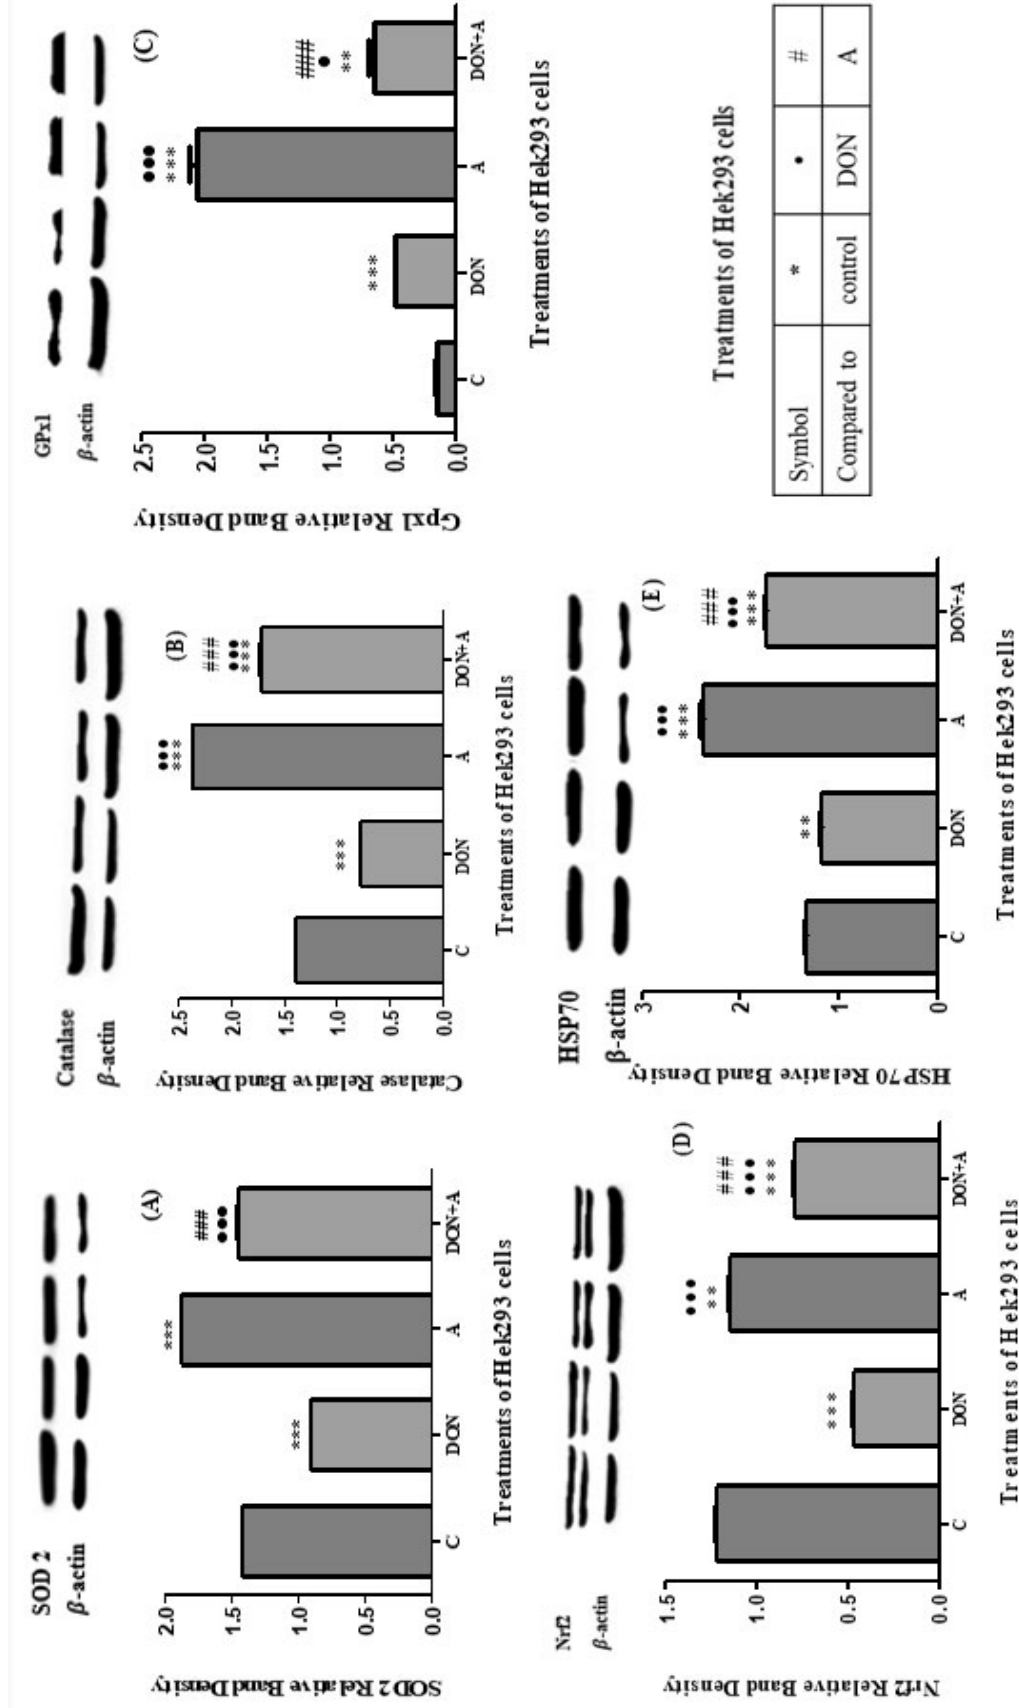 SOD 2
β-actin
(A)
2.0
1.5
1.0
0.5
0.0
SOD2 Relative Band Density
***
***
###
●●●
C
DON
A
DON+A
Treatments of Hek293 cells
Catalase
β-actin
(B)
2.5
2.0
1.5
1.0
0.5
0.0
Catalase Relative Band Density
***
●●●
***
###
●●●
***
C
DON
A
DON+A
Treatments of Hek293 cells
GPx1
β-actin
(C)
2.5
2.0
1.5
1.0
0.5
0.0
Gpx1 Relative Band Density
***
●●●
***
###
●
**
C
DON
A
DON+A
Treatments of Hek293 cells
Nrf2
β-actin
(D)
1.5
1.0
0.5
0.0
Nrf2 Relative Band Density
***
●●●
**
###
●●●
***
C
DON
A
DON+A
Treatments of Hek293 cells
HSP70
β-actin
(E)
3
2
1
0
HSP70 Relative Band Density
**
●●●
***
###
●●●
***
C
DON
A
DON+A
Treatments of Hek293 cells
Treatments of Hek293 cells
Symbol * • #
Compared to control DON A